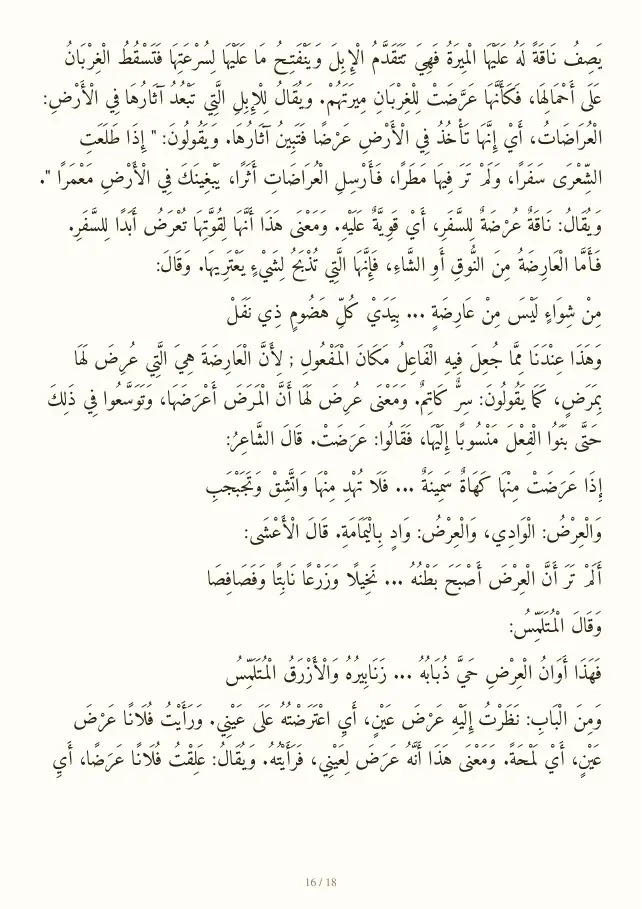 يَصِفُ نَاقَةً لَهُ عَلَيْهَا الْمِيرَةُ فَهِيَ تَتَقَدَّمُ الْإِبِلَ وَيَنْفَتِحُ مَا عَلَيْهَا لِسُرْعَتِهَا فَتَسْقُطُ الْغِرْبَانُ
عَلَى أَحْمَالِهَا، فَكَأَنَّهَا عَرَّضَتْ لِلْغِرْبَانِ مِيرَتَهُمْ. وَيُقَالُ لِلْإِبِلِ الَّتِي تَبْعُدُ آثَارُهَا فِي الْأَرْضِ:
الْعُرَاضَاتُ، أَيْ إِنَّهَا تَأْخُذُ فِي الْأَرْضِ عَرْضًا فَتَبِينُ آثَارُهَا. وَيَقُولُونَ: " إِذَا طَلَعَتِ
الشِّعْرَى سَفَرًا، وَلَمْ تَرَ فِيهَا مَطَرًا، فَأَرْسِلِ الْعُرَاضَاتِ أَثَرًا، يَبْغِينَكَ فِي الْأَرْضِ مَعْمَرًا ".
وَيُقَالُ: نَاقَةٌ عُرْضَةٌ لِلسَّفَرِ، أَيْ قَوِيَّةٌ عَلَيْهِ. وَمَعْنَى هَذَا أَنَّهَا لِقُوَّتِهَا تُعْرَضُ أَبَدًا لِلسَّفَرِ.
فَأَمَّا الْعَارِضَةُ مِنَ النُّوقِ أَوِ الشَّاءِ، فَإِنَّهَا الَّتِي تُذْبَحُ لِشَيْءٍ يَعْتَرِيهَا. وَقَالَ:
مِنْ شِوَاءٍ لَيْسَ مِنْ عَارِضَةٍ ... بِيَدَيْ كُلِّ هَضُومٍ ذِي نَفَلْ
وَهَذَا عِنْدَنَا مِمَّا جُعِلَ فِيهِ الْفَاعِلُ مَكَانَ الْمَفْعُولِ ; لِأَنَّ الْعَارِضَةَ هِيَ الَّتِي عُرِضَ لَهَا
بِمَرَضٍ، كَمَا يَقُولُونَ: سِرٌّ كَاتِمٌ. وَمَعْنَى عُرِضَ لَهَا أَنَّ الْمَرَضَ أَعْرَضَهَا، وَتَوَسَّعُوا فِي ذَلِكَ
حَتَّى بَنَوُا الْفِعْلَ مَنْسُوبًا إِلَيْهَا، فَقَالُوا: عَرَضَتْ. قَالَ الشَّاعِرُ:
إِذَا عَرَضَتْ مِنْهَا كَهَاةٌ سَمِينَةٌ ... فَلَا تُهْدِ مِنْهَا وَاتَّشِقْ وَتَجَبْجَبِ
وَالْعِرْضُ: الْوَادِي، وَالْعِرْضُ: وَادٍ بِالْيَمَامَةِ. قَالَ الْأَعْشَى:
أَلَمْ تَرَ أَنَّ الْعِرْضَ أَصْبَحَ بَطْنُهُ ... نَخِيلًا وَزَرْعًا نَابِتًا وَفَصَافِصَا
وَقَالَ الْمُتَلَمِّسُ:
فَهَذَا أَوَانُ الْعِرْضِ حَيَّ ذُبَابُهُ ... زَنَابِيرُهُ وَالْأَزْرَقُ الْمُتَلَمِّسُ
وَمِنَ الْبَابِ: نَظَرْتُ إِلَيْهِ عَرْضَ عَيْنٍ، أَيِ اعْتَرَضْتُهُ عَلَى عَيْنِي. وَرَأَيْتُ فُلَانًا عَرْضَ
عَيْنٍ، أَيْ لَمْحَةً. وَمَعْنَى هَذَا أَنَّهُ عَرَضَ لِعَيْنِي، فَرَأَيْتُهُ. وَيُقَالُ: عَلِقْتُ فُلَانًا عَرَضًا، أَيِ
16 / 18